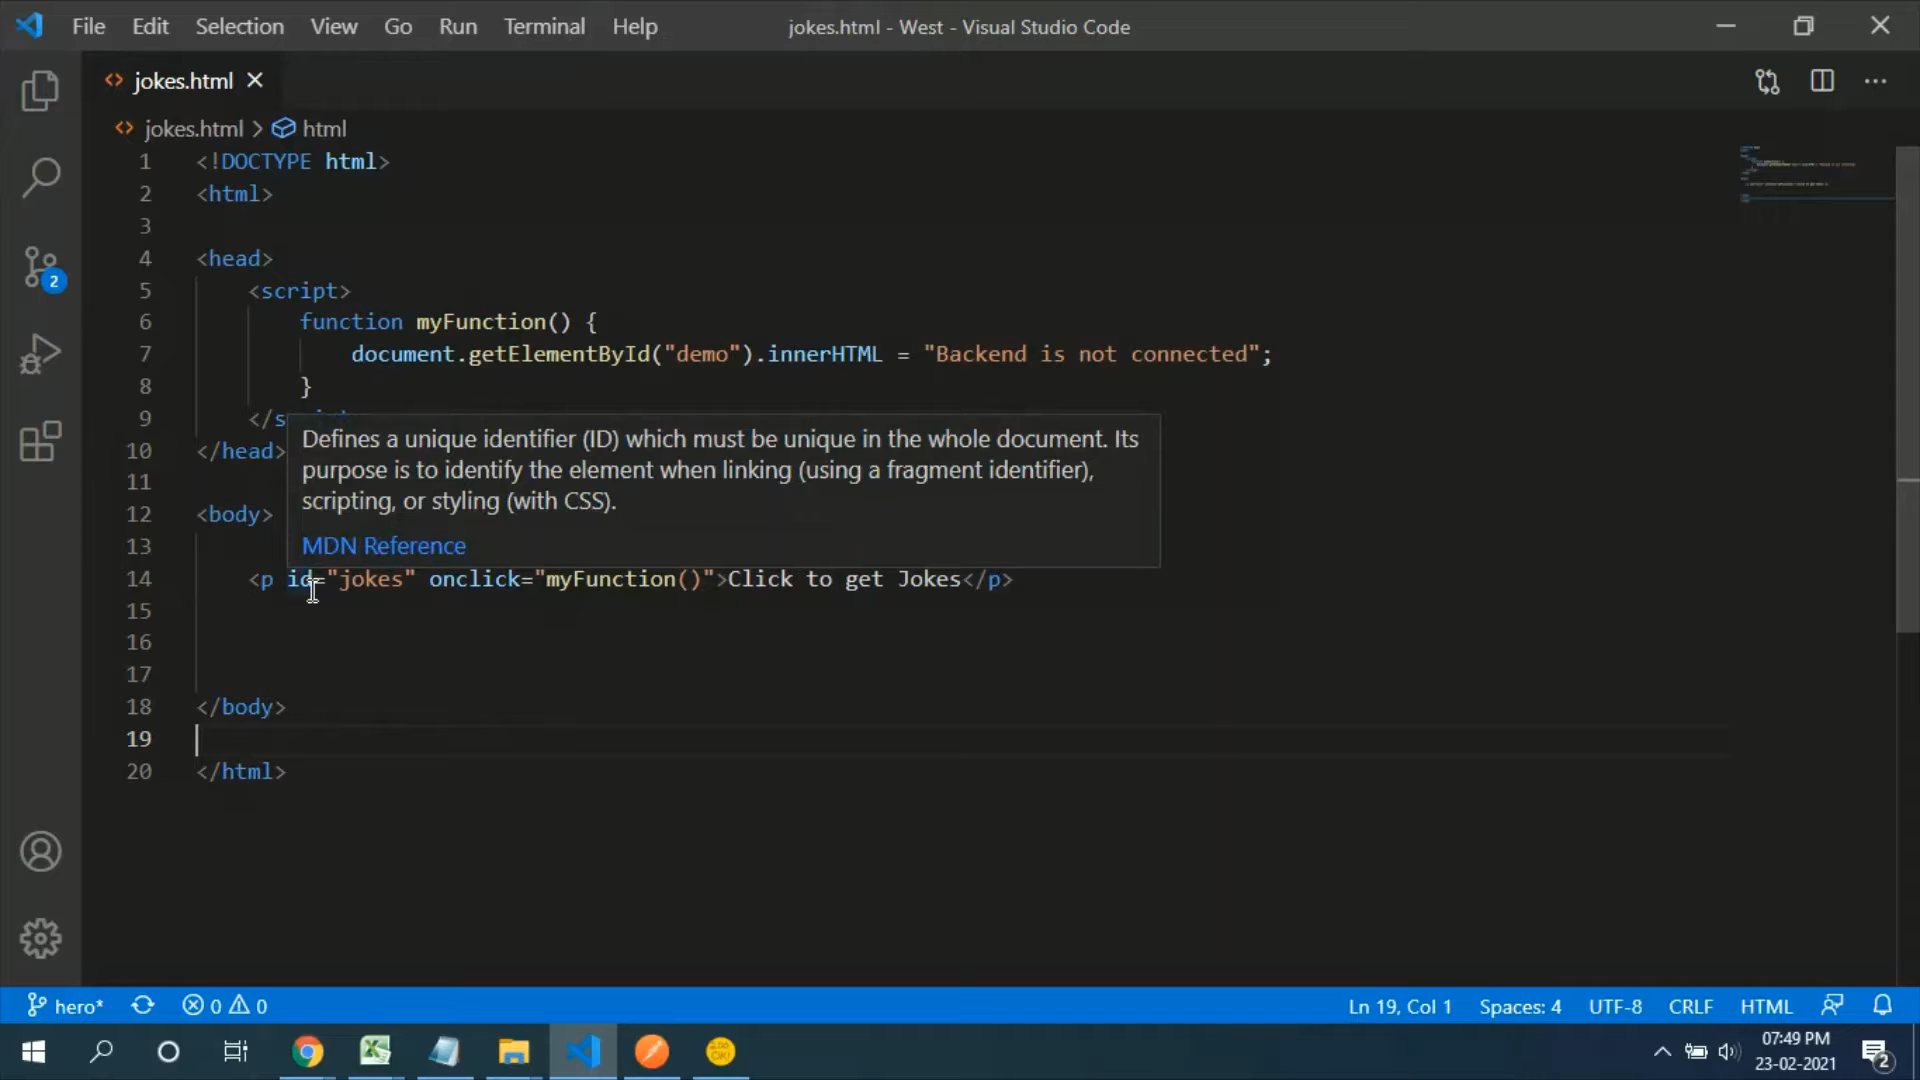 File Edit Selection View Go Run Terminal Help jokes.html - West - Visual Studio Code
jokes.html
jokes.html > html
1 <!DOCTYPE html>
2 <html>
3
4 <head>
5 <script>
6 function myFunction() {
7 document.getElementById("demo").innerHTML = "Backend is not connected";
8 }
9 </s
10 </head>
11
12 <body>
13
14 <p id="jokes" onclick="myFunction()">Click to get Jokes</p>
15
16
17
18 </body>
19
20 </html>
Defines a unique identifier (ID) which must be unique in the whole document. Its
purpose is to identify the element when linking (using a fragment identifier),
scripting, or styling (with CSS).
MDN Reference
2
hero* 0 0 Ln 19, Col 1 Spaces: 4 UTF-8 CRLF HTML
07:49 PM
23-02-2021
2